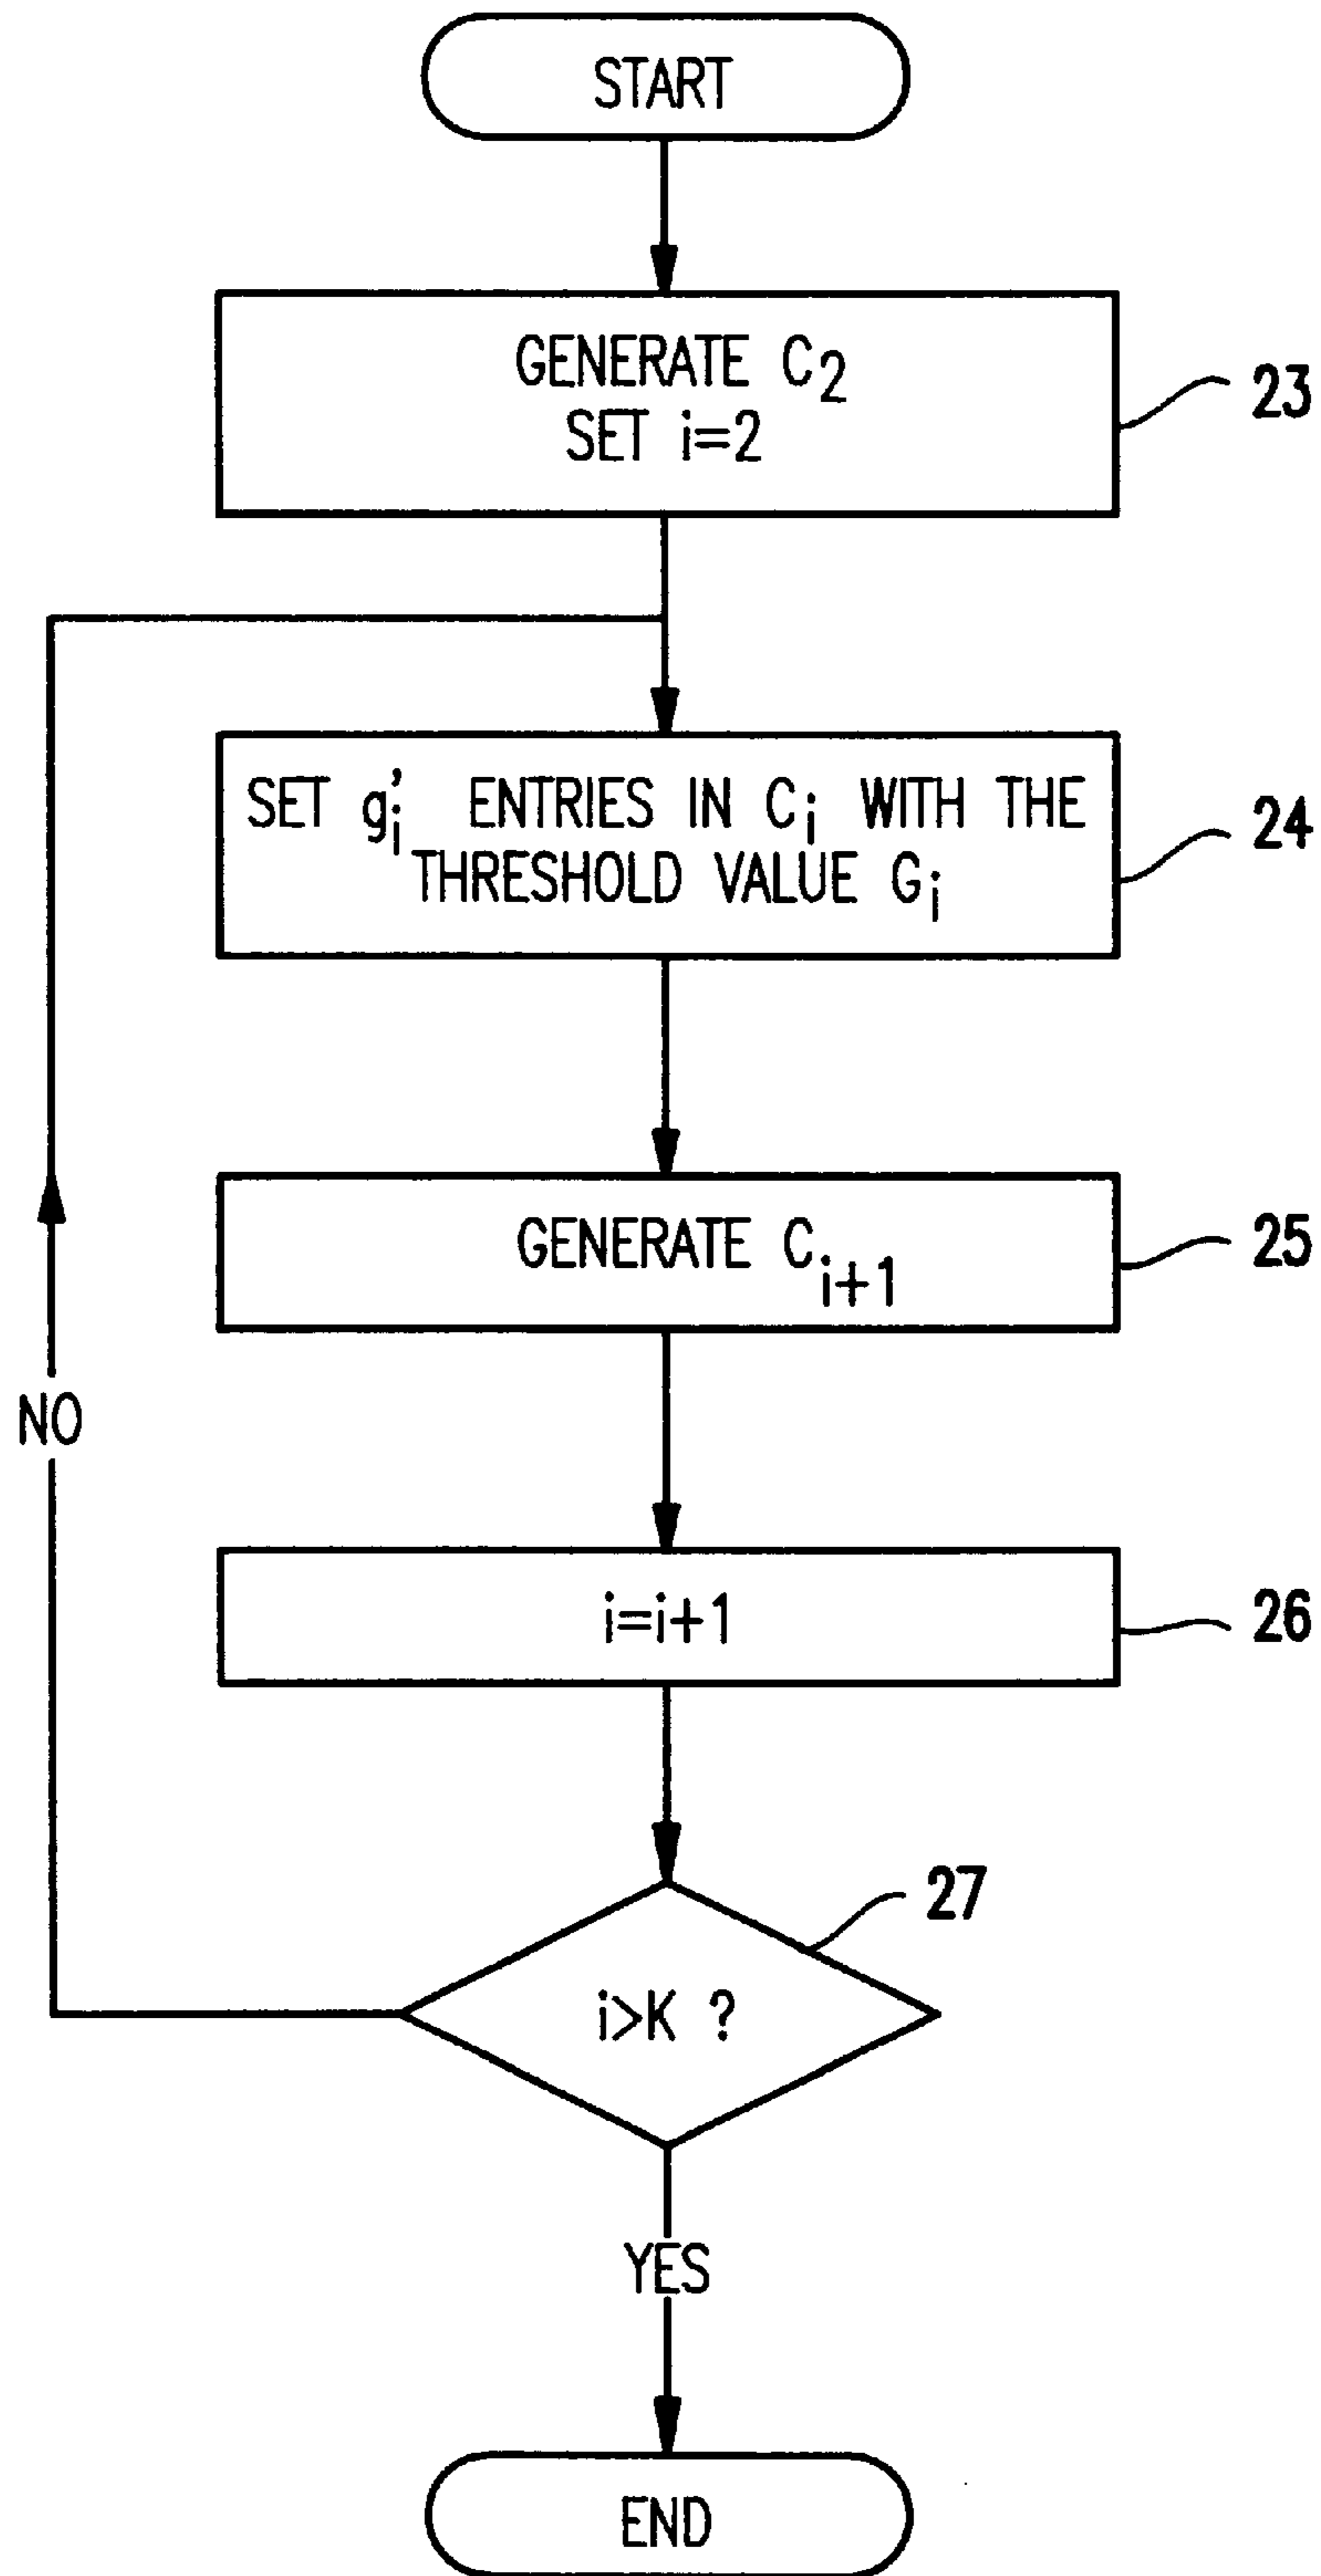 START
GENERATE C₂
SET i=2
23
SET g'ᵢ ENTRIES IN Cᵢ WITH THE
THRESHOLD VALUE Gᵢ
24
GENERATE Cᵢ₊₁
25
NO
i=i+1
26
27
i>K ?
YES
END